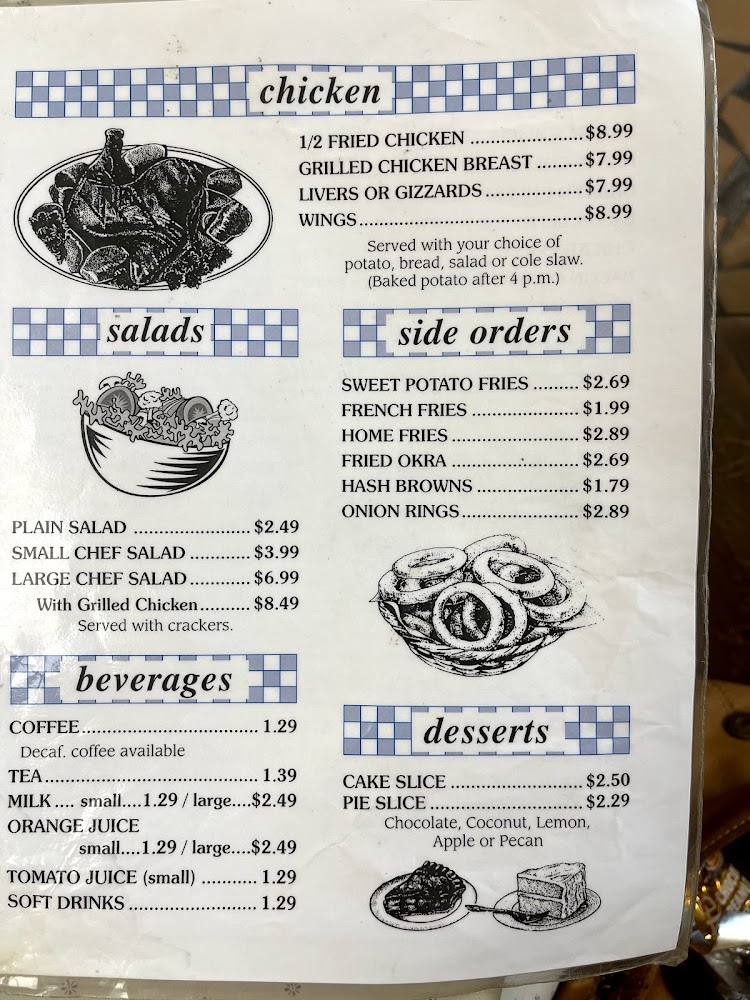 chicken
1/2 FRIED CHICKEN ....................... $8.99
GRILLED CHICKEN BREAST ......... $7.99
LIVERS OR GIZZARDS.................... $7.99
WINGS.............................................. $8.99
Served with your choice of
potato, bread, salad or cole slaw.
(Baked potato after 4 p.m.)
salads
PLAIN SALAD ........................ $2.49
SMALL CHEF SALAD ............ $3.99
LARGE CHEF SALAD............. $6.99
With Grilled Chicken.......... $8.49
Served with crackers.
beverages
COFFEE.................................... 1.29
Decaf. coffee available
TEA........................................... 1.39
MILK .... small....1.29 / large....$2.49
ORANGE JUICE
small....1.29 / large....$2.49
TOMATO JUICE (small) ........... 1.29
SOFT DRINKS .......................... 1.29
side orders
SWEET POTATO FRIES ......... $2.69
FRENCH FRIES ...................... $1.99
HOME FRIES .......................... $2.89
FRIED OKRA .......................... $2.69
HASH BROWNS ..................... $1.79
ONION RINGS........................ $2.89
desserts
CAKE SLICE ........................... $2.50
PIE SLICE ............................... $2.29
Chocolate, Coconut, Lemon,
Apple or Pecan